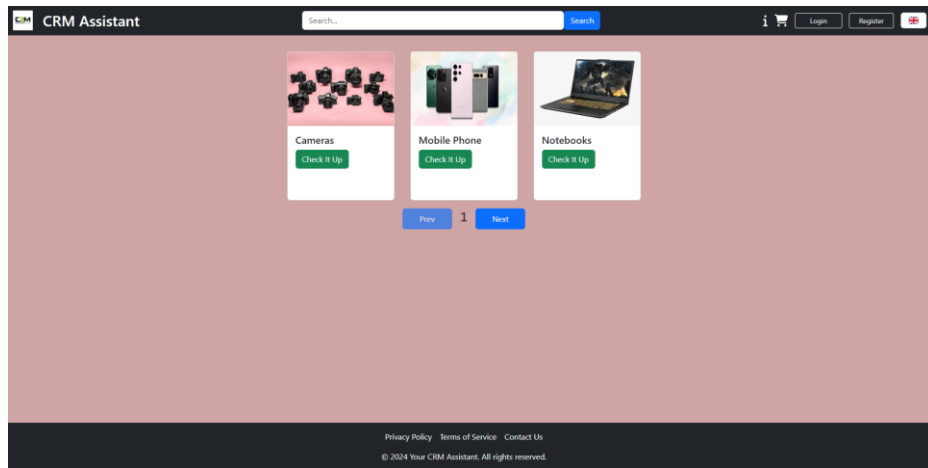 CRM CRM Assistant Search... Search i Login Register
Cameras Mobile Phone Notebooks
Check It Up Check It Up Check It Up
Prev 1 Next
Privacy Policy Terms of Service Contact Us
© 2024 Your CRM Assistant. All rights reserved.